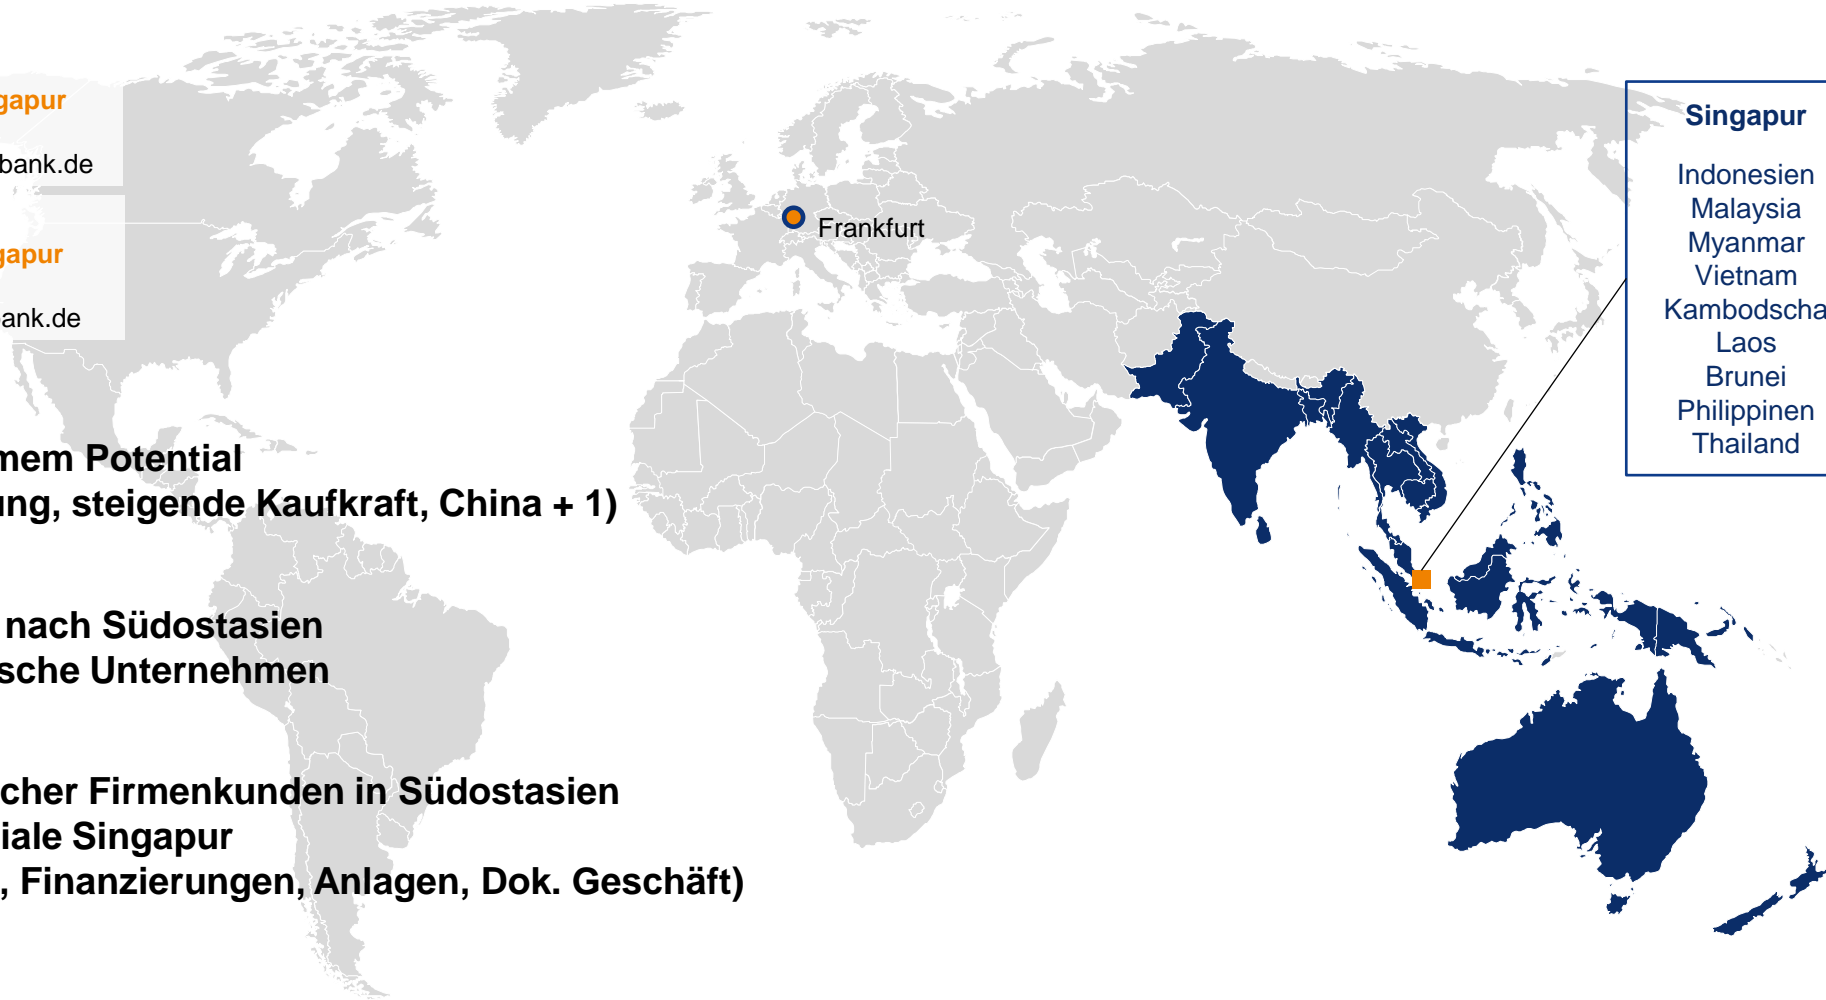 gapur
bank.de
gapur
bank.de
Frankfurt
Singapur
Indonesien
Malaysia
Myanmar
Vietnam
Kambodscha
Laos
Brunei
Philippinen
Thailand
mem Potential
ung, steigende Kaufkraft, China + 1)
nach Südostasien
sche Unternehmen
cher Firmenkunden in Südostasien
iale Singapur
, Finanzierungen, Anlagen, Dok. Geschäft)